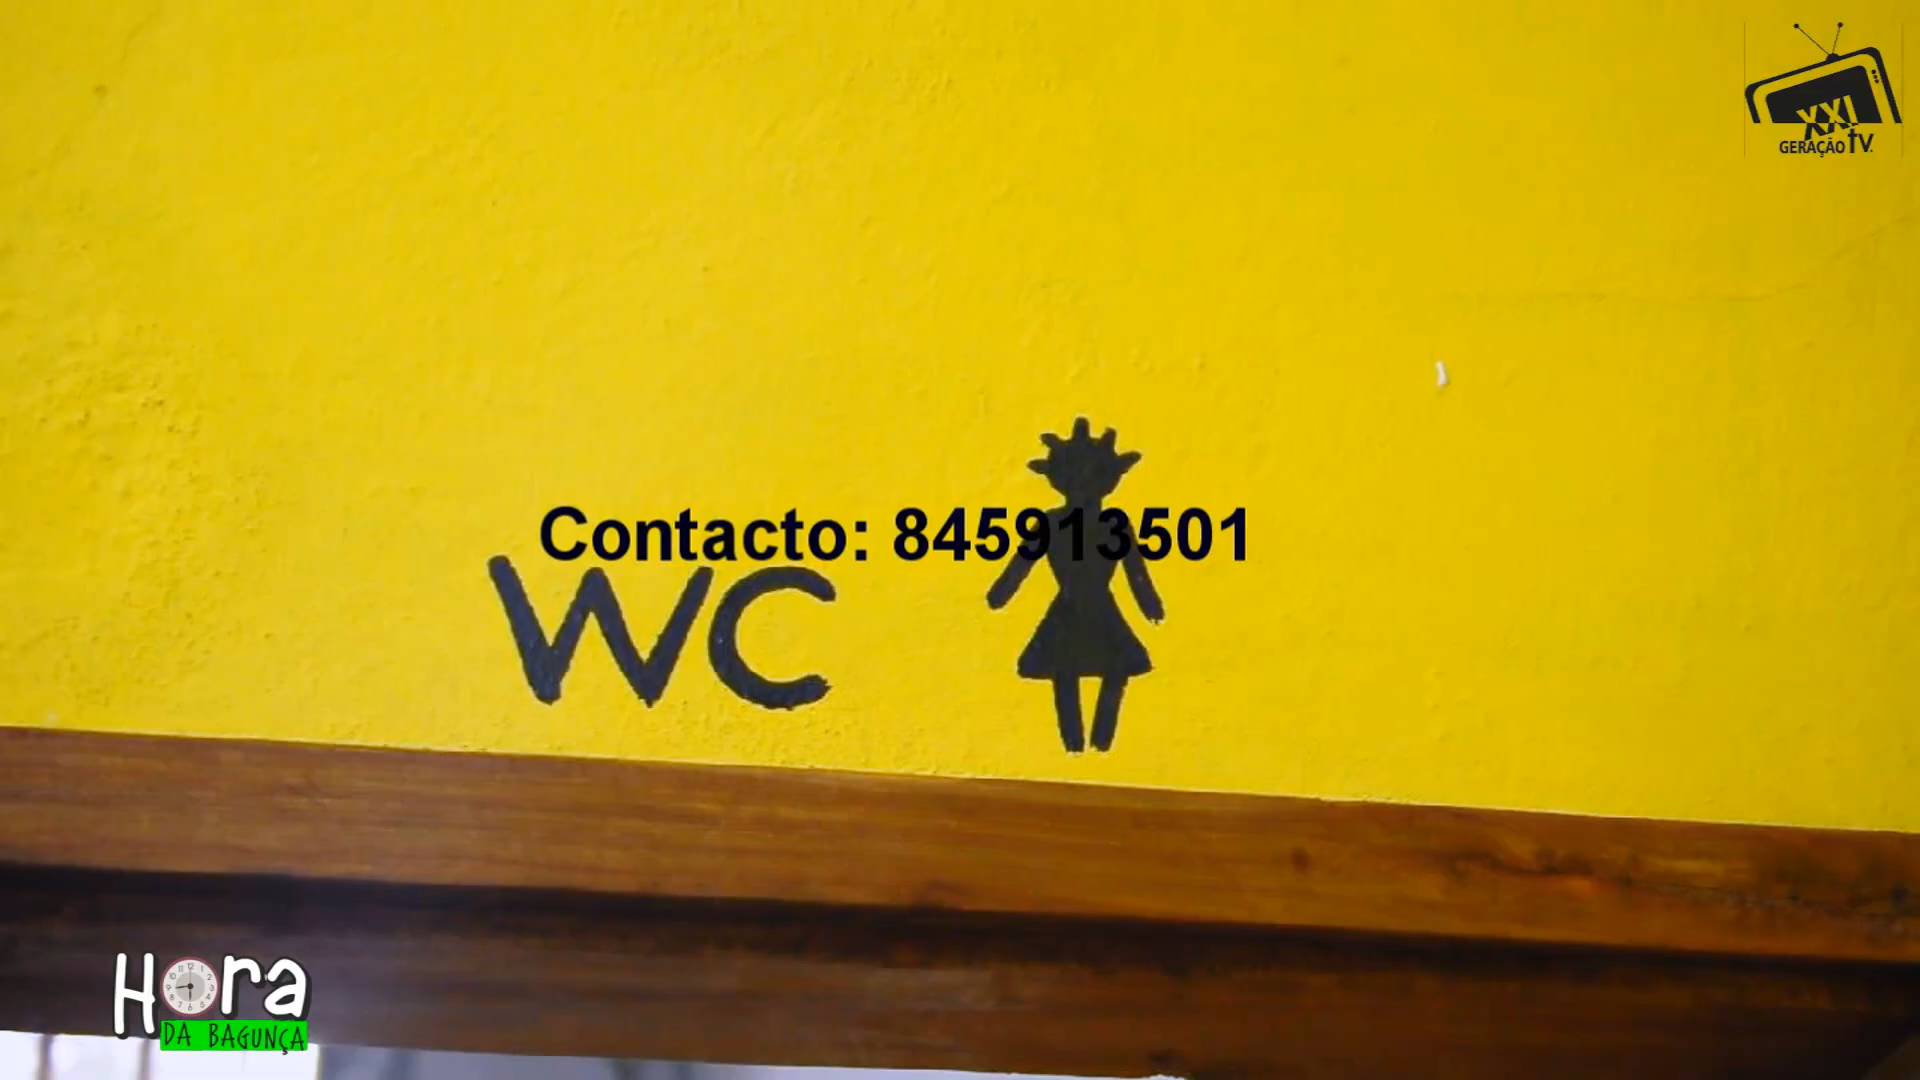 XXI
GERAÇÃO TV.
Contacto: 845913501
WC
HORA
DA BAGUNÇA